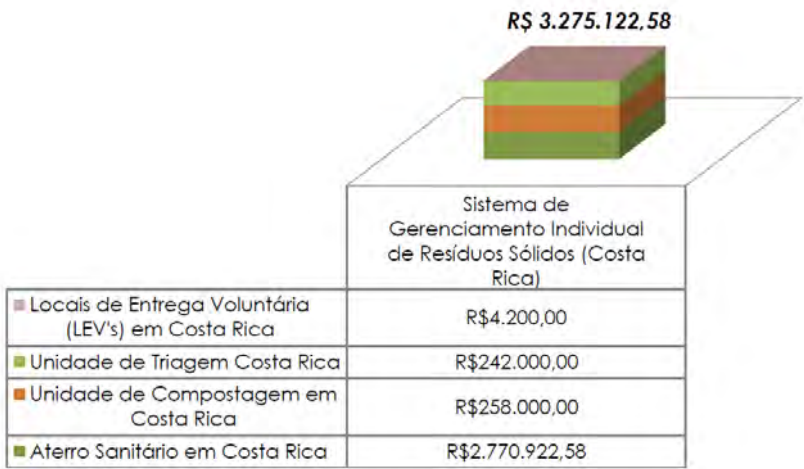 R$ 3.275.122,58
Sistema de
Gerenciamento Individual
de Resíduos Sólidos (Costa
Rica)
Locais de Entrega Voluntária
(LEV's) em Costa Rica
R$4.200,00
Unidade de Triagem Costa Rica
R$242.000,00
Unidade de Compostagem em
Costa Rica
R$258.000,00
Aterro Sanitário em Costa Rica
R$2.770.922,58